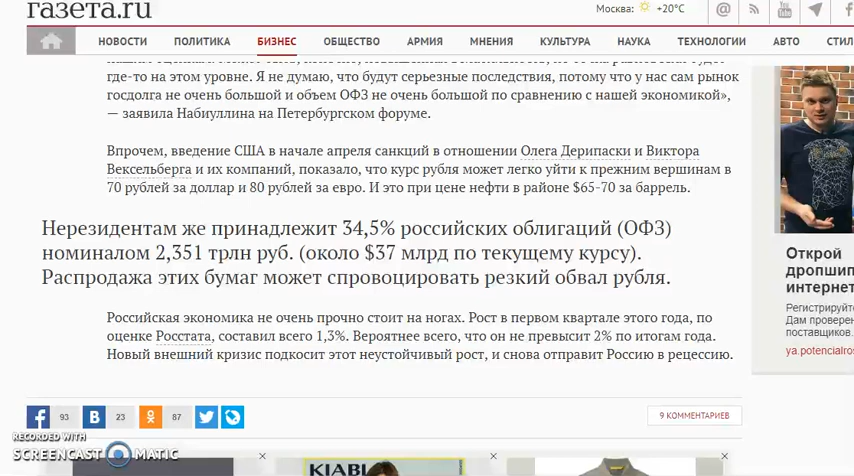 газета.ru
Москва: +20°C
НОВОСТИ ПОЛИТИКА БИЗНЕС ОБЩЕСТВО АРМИЯ МНЕНИЯ КУЛЬТУРА НАУКА ТЕХНОЛОГИИ АВТО СТИЛ
где-то на этом уровне. Я не думаю, что будут серьезные последствия, потому что у нас сам рынок
госдолга не очень большой и объем ОФЗ не очень большой по сравнению с нашей экономикой»,
— заявила Набиуллина на Петербургском форуме.
Впрочем, введение США в начале апреля санкций в отношении Олега Дерипаски и Виктора
Вексельберга и их компаний, показало, что курс рубля может легко уйти к прежним вершинам в
70 рублей за доллар и 80 рублей за евро. И это при цене нефти в районе $65-70 за баррель.
Нерезидентам же принадлежит 34,5% российских облигаций (ОФЗ)
номиналом 2,351 трлн руб. (около $37 млрд по текущему курсу).
Распродажа этих бумаг может спровоцировать резкий обвал рубля.
Российская экономика не очень прочно стоит на ногах. Рост в первом квартале этого года, по
оценке Росстата, составил всего 1,3%. Вероятнее всего, что он не превысит 2% по итогам года.
Новый внешний кризис подкосит этот неустойчивый рост, и снова отправит Россию в рецессию.
Открой
дропшип
интернет
Регистрируйт
Дам проверен
поставщиков.
ya.potencialros
93 23 87
9 КОММЕНТАРИЕВ
RECORDED WITH
SCREENCAST MATIC
KIABI